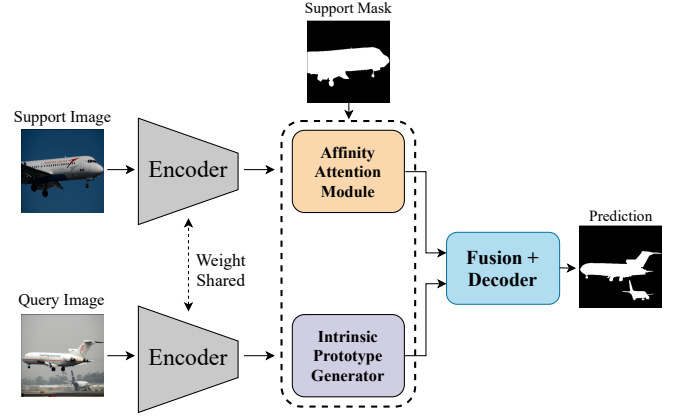 Support Mask
Support Image
Encoder
Affinity
Attention
Module
Weight
Shared
Prediction
Fusion +
Decoder
Query Image
Encoder
Intrinsic
Prototype
Generator